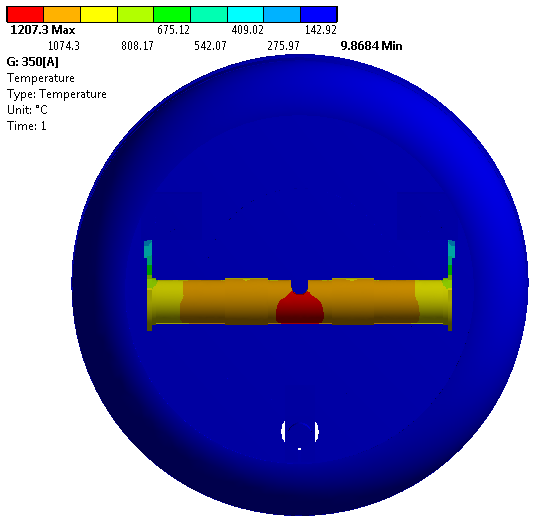 1207.3 Max 675.12 409.02 142.92
1074.3 808.17 542.07 275.97 9.8684 Min
G: 350[A]
Temperature
Type: Temperature
Unit: °C
Time: 1